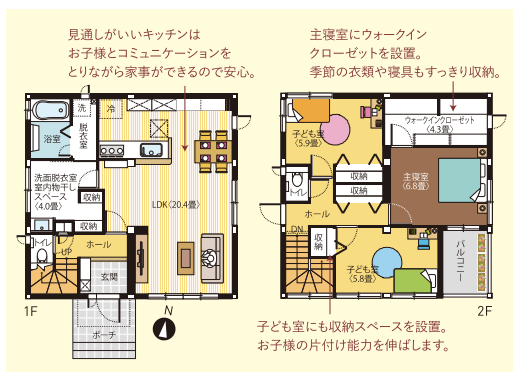 見通しがいいキッチンは
お子様とコミュニケーションを
とりながら家事ができるので安心。
主寝室にウォークイン
クローゼットを設置。
季節の衣類や寝具もすっきり収納。
洗
冷
脱衣室
浴室
洗面脱衣室
室内物干し
スペース
〈4.0畳〉
収納
収納
LDK〈20.4畳〉
トイレ
UP
ホール
玄関
ポーチ
1F
N
子ども室
〈5.9畳〉
ウォークインクローゼット
〈4.3畳〉
トイレ
収納
収納
主寝室
〈6.8畳〉
ホール
DN
収納
子ども室
〈5.8畳〉
バルコニー
2F
子ども室にも収納スペースを設置。
お子様の片付け能力を伸ばします。